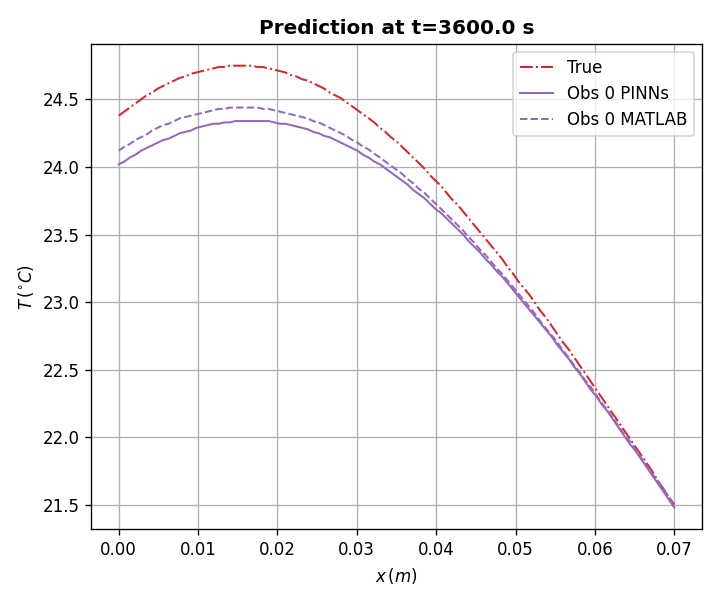 Prediction at t=3600.0 s
True
Obs 0 PINNs
Obs 0 MATLAB
24.5
24.0
23.5
23.0
22.5
22.0
21.5
T (°C)
0.00 0.01 0.02 0.03 0.04 0.05 0.06 0.07
x (m)